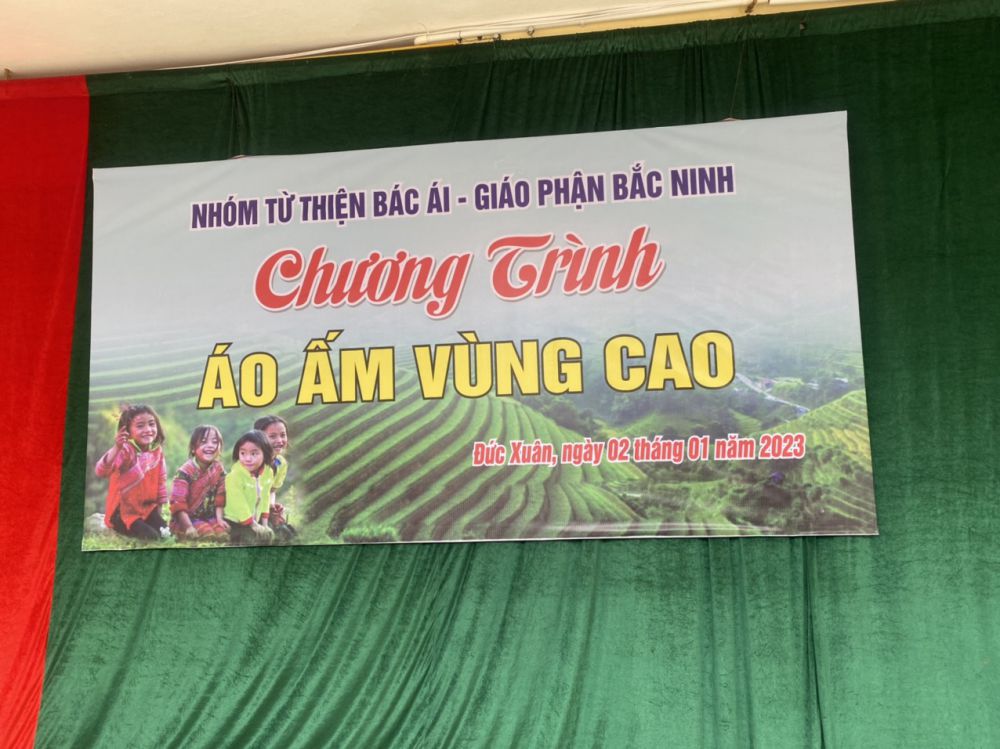 NHÓM TỪ THIỆN BÁC ÁI - GIÁO PHẬN BẮC NINH
Chương Trình
ÁO ẤM VÙNG CAO
Đức Xuân, ngày 02 tháng 01 năm 2023